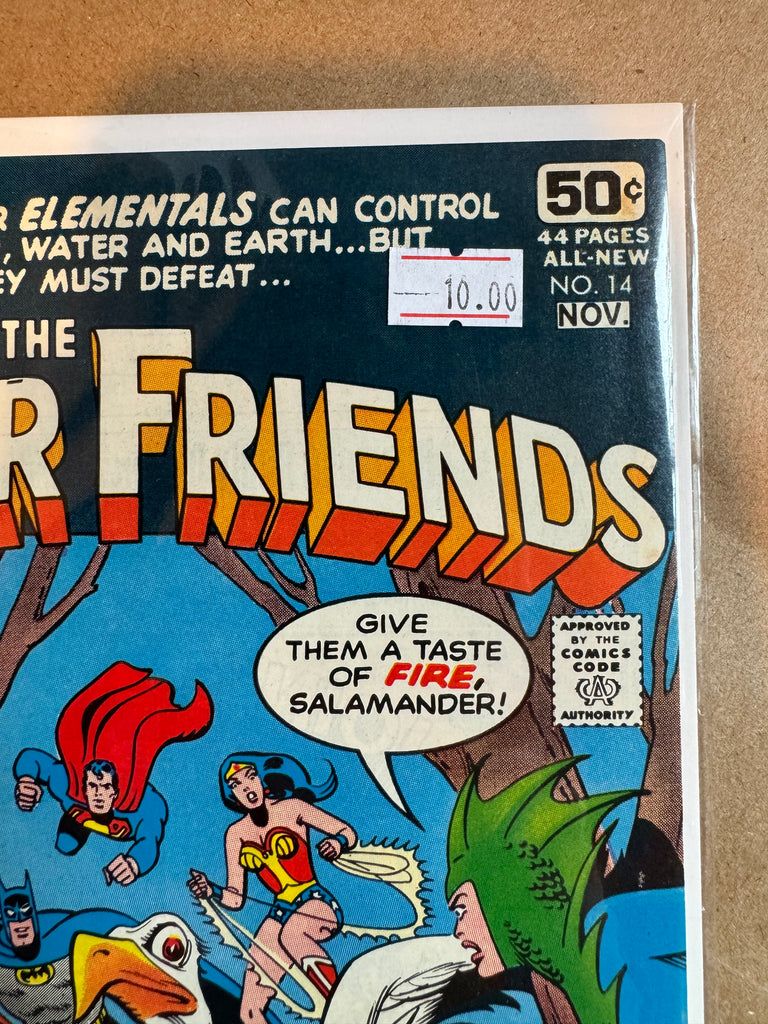 R ELEMENTALS CAN CONTROL
, WATER AND EARTH...BUT
EY MUST DEFEAT...
10.00
50¢
44 PAGES
ALL-NEW
NO. 14
NOV.
THE
R FRIENDS
GIVE
THEM A TASTE
OF FIRE,
SALAMANDER!
APPROVED
BY THE
COMICS
CODE
CA
AUTHORITY